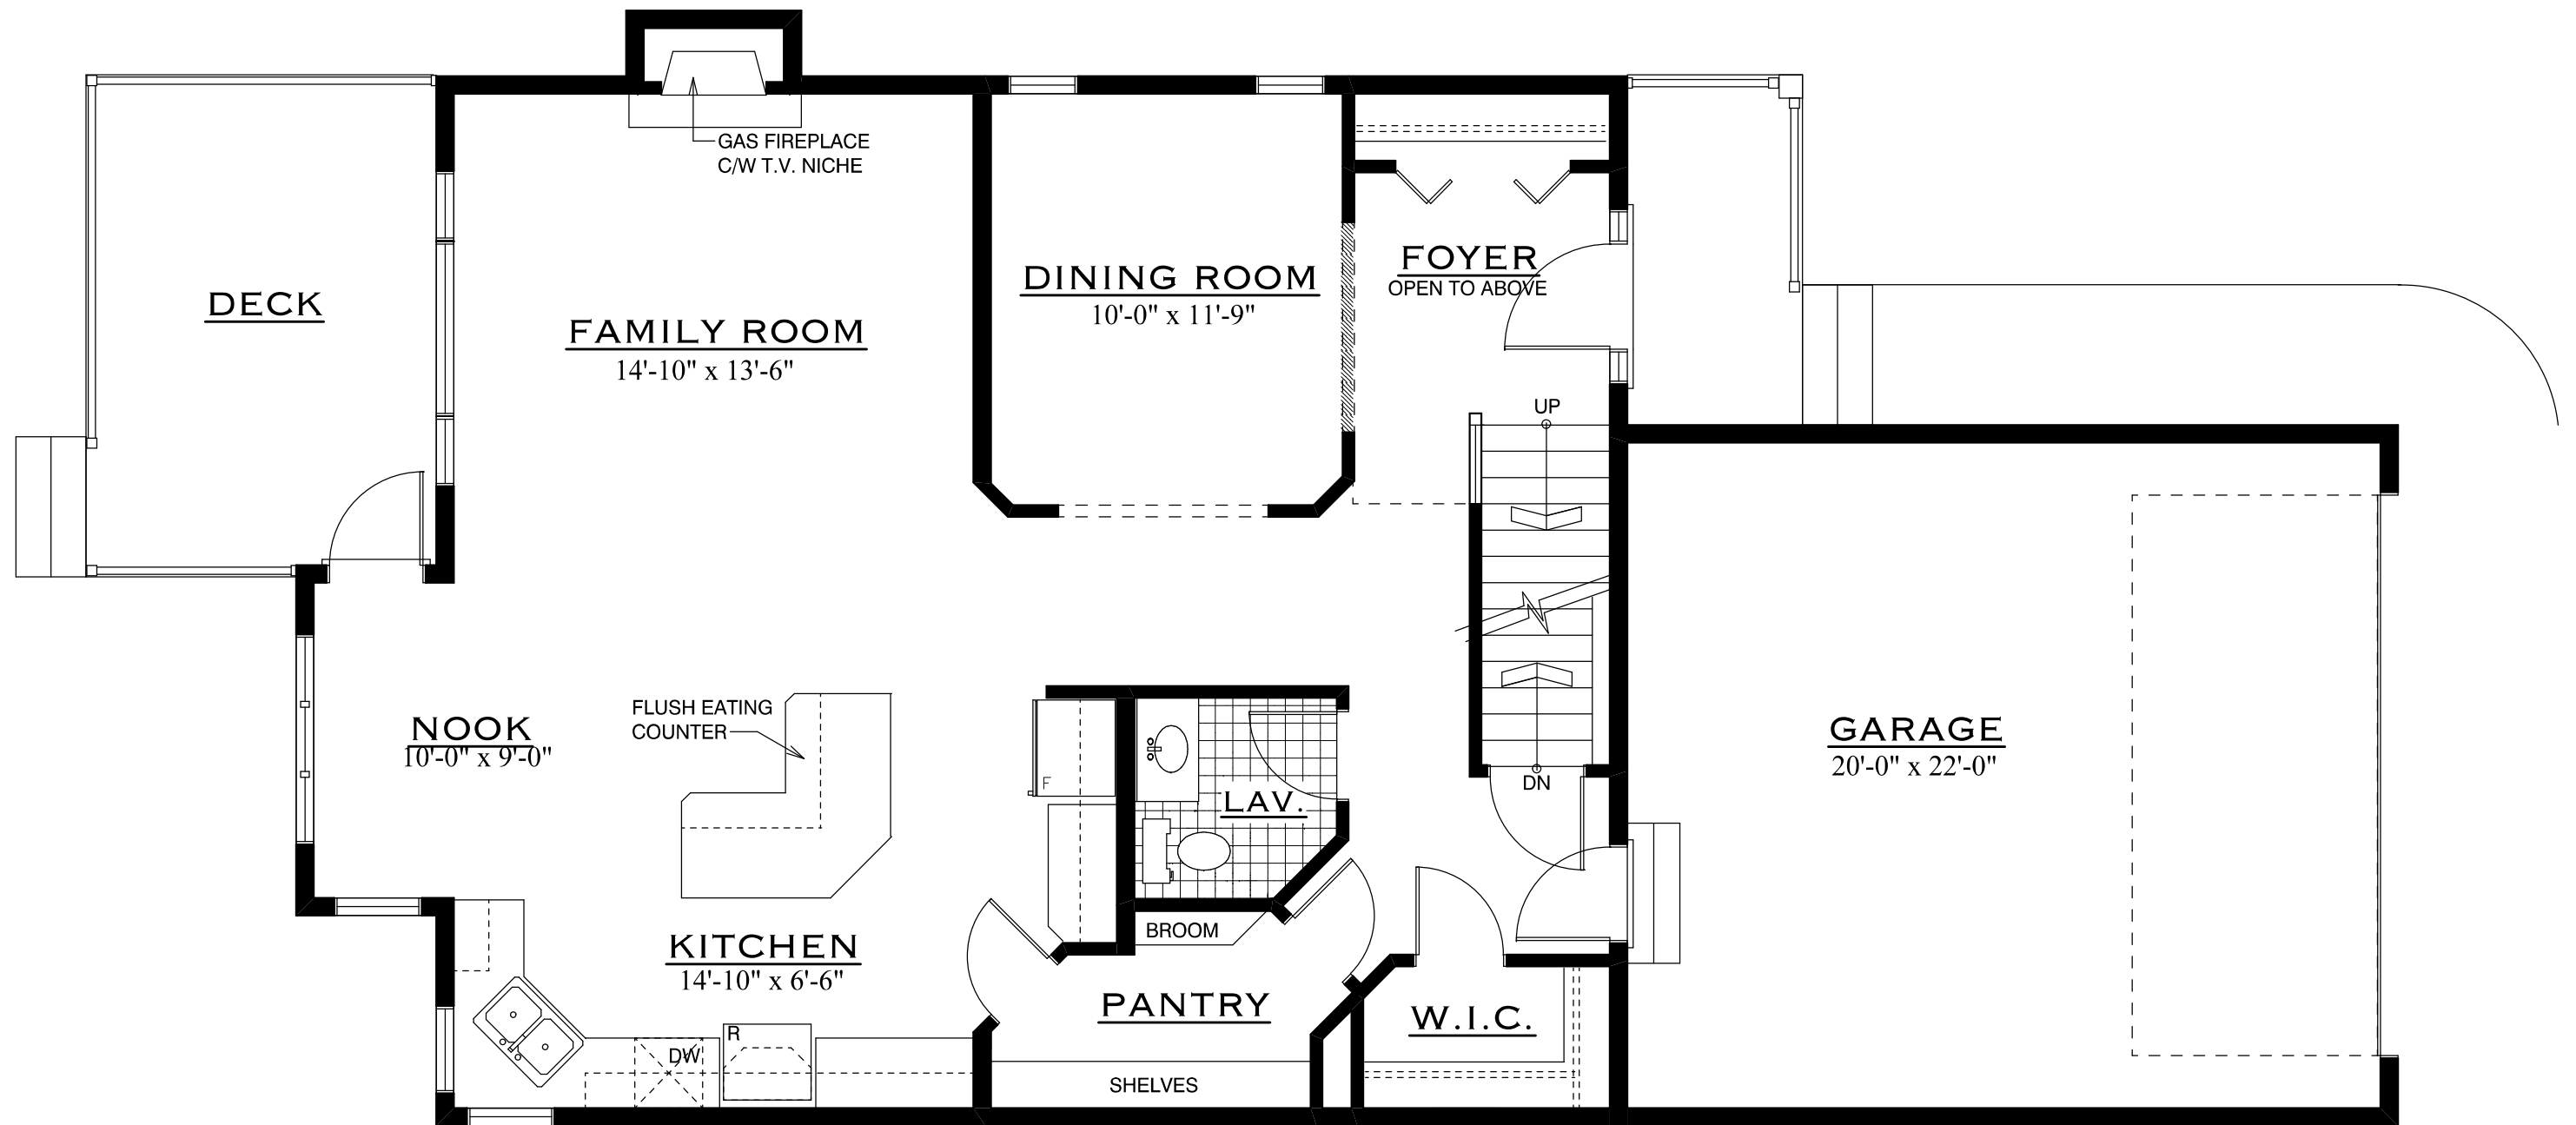 GAS FIREPLACE
C/W T.V. NICHE
DECK
FAMILY ROOM
14'-10" x 13'-6"
DINING ROOM
10'-0" x 11'-9"
FOYER
OPEN TO ABOVE
UP
NOOK
10'-0" x 9'-0"
FLUSH EATING
COUNTER
F
LAV.
DN
GARAGE
20'-0" x 22'-0"
BROOM
KITCHEN
14'-10" x 6'-6"
PANTRY
W.I.C.
R
DW
SHELVES